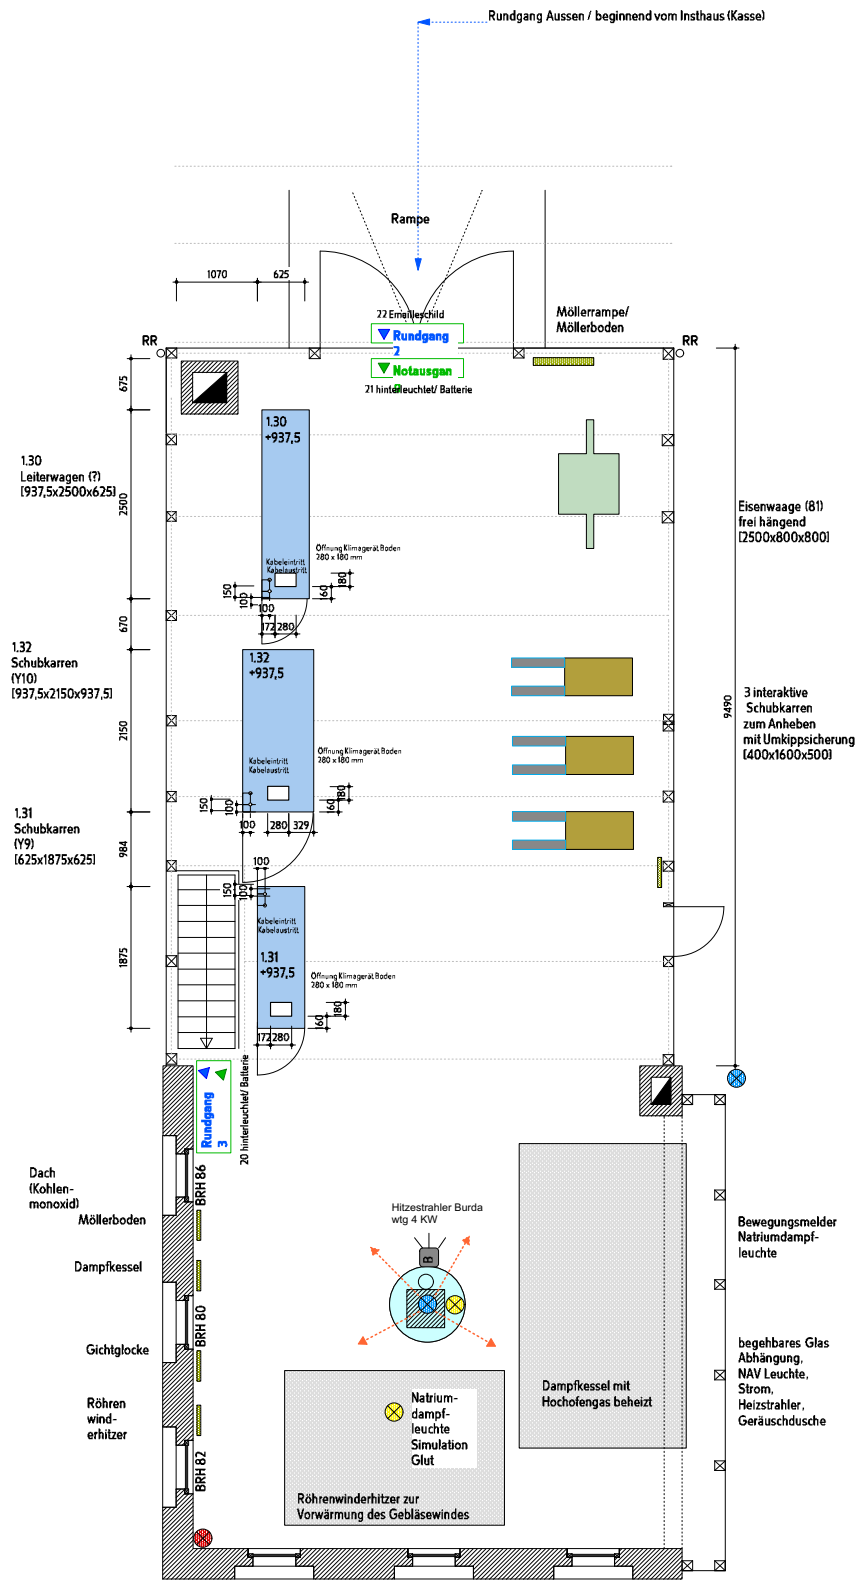 Rundgang Aussen / beginnend vom Insthaus (Kasse)
Rampe
1070
625
22 Emailleschild
Möllerrampe/
Möllerboden
RR
Rundgang
2
RR
Notausgan
21 hinterleuchtet/ Batterie
675
1.30
+937,5
1.30
Leiterwagen (?)
[937,5x2500x625]
2500
Eisenwaage (81)
frei hängend
[2500x800x800]
Öffnung Klimagerät Boden
280 x 180 mm
Kabeleintritt
Kabelaustritt
150
100
100
172
280
160
180
670
1.32
Schubkarren
(Y10)
[937,5x2150x937,5]
1.32
+937,5
2150
3 interaktive
Schubkarren
zum Anheben
mit Umkippsicherung
[400x1600x500]
9490
Öffnung Klimagerät Boden
280 x 180 mm
Kabeleintritt
Kabelaustritt
150
100
100
280
329
160
180
1.31
Schubkarren
(Y9)
[625x1875x625]
984
100
150
100
Kabeleintritt
Kabelaustritt
1.31
+937,5
1875
Öffnung Klimagerät Boden
280 x 180 mm
172
280
160
180
Rundgang
3
20 hinterleuchtet/ Batterie
Dach
(Kohlen-
monoxid)
BRH 86
Möllerboden
Dampfkessel
BRH 80
Gichtglocke
Röhren
wind-
erhitzer
BRH 82
Hitzestrahler Burda
wtg 4 KW
B
Bewegungsmelder
Natriumdampf-
leuchte
begehbares Glas
Abhängung,
NAV Leuchte,
Strom,
Heizstrahler,
Geräuschdusche
Dampfkessel mit
Hochofengas beheizt
Natrium-
dampf-
leuchte
Simulation
Glut
Röhrenwinderhitzer zur
Vorwärmung des Gebläsewindes